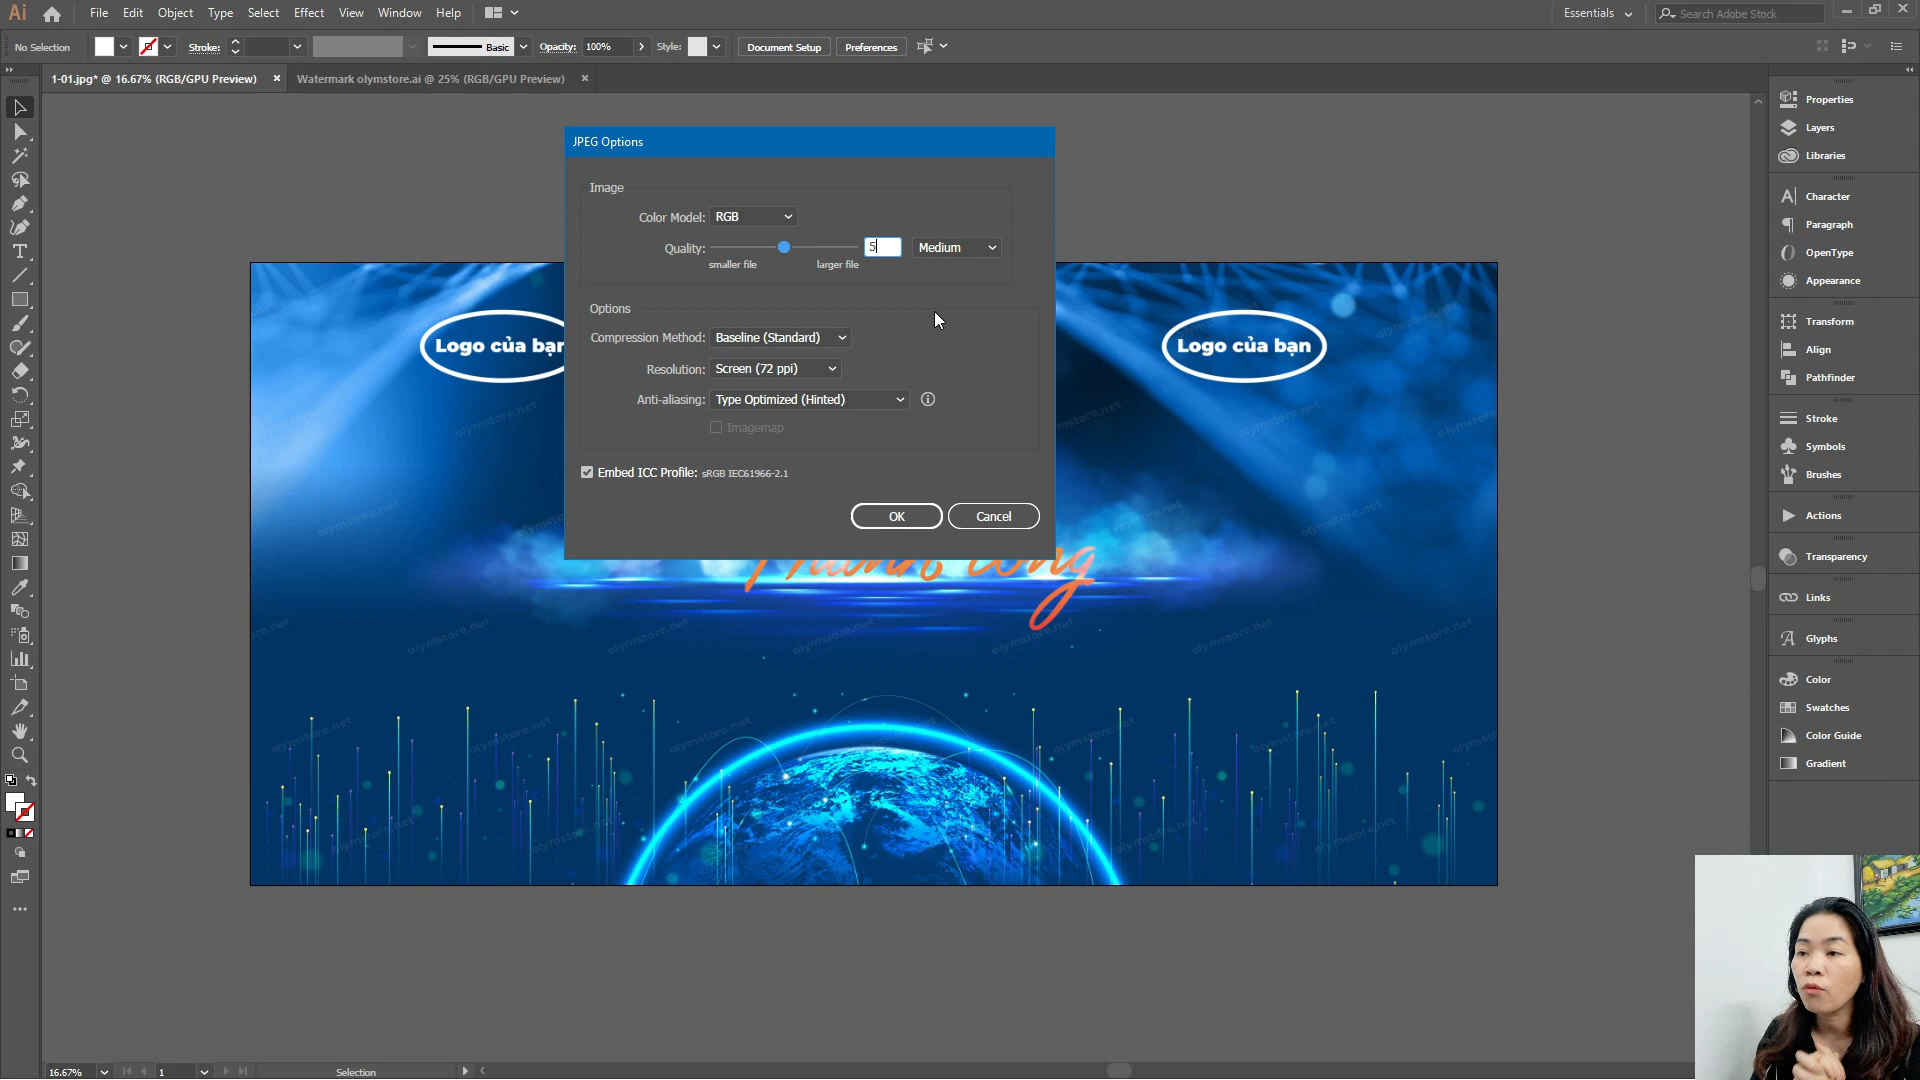 Ai File Edit Object Type Select Effect View Window Help Essentials Search Adobe Stock
No Selection Stroke: Basic Opacity: 100% Style: Document Setup Preferences
1-01.jpg* @ 16.67% (RGB/GPU Preview) × Watermark olymstore.ai @ 25% (RGB/GPU Preview) ×
JPEG Options
Image
Color Model: RGB
Quality: 5 Medium
smaller file larger file
Options
Compression Method: Baseline (Standard)
Resolution: Screen (72 ppi)
Anti-aliasing: Type Optimized (Hinted)
Imagemap
Embed ICC Profile: sRGB IEC61966-2.1
OK Cancel
Logo của bạn
Logo của bạn
olymstore.net
Properties
Layers
Libraries
Character
Paragraph
OpenType
Appearance
Transform
Align
Pathfinder
Stroke
Symbols
Brushes
Actions
Transparency
Links
Glyphs
Color
Swatches
Color Guide
Gradient
16.67% 1 Selection